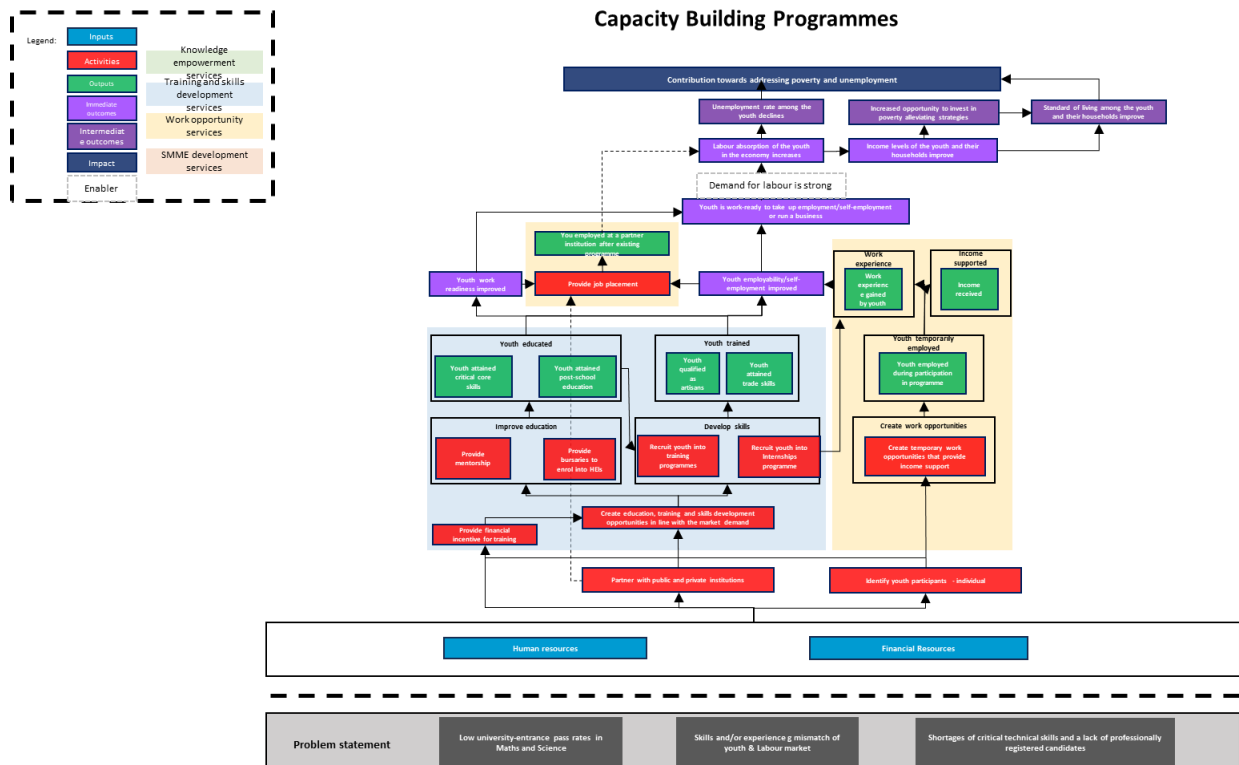 Capacity Building Programmes
Legend:
Inputs
Activities
Outputs
Immediate
outcomes
Intermediat
e outcomes
Impact
Enabler
Knowledge
empowerment
services
Training and skills
development
services
Work opportunity
services
SMME development
services
Contribution towards addressing poverty and unemployment
Unemployment rate among the
youth declines
Increased opportunity to invest in
poverty alleviating strategies
Standard of living among the youth
and their households improve
Labour absorption of the youth
in the economy increases
Income levels of the youth and their
households improve
Demand for labour is strong
Youth is work-ready to take up employment/self-employment
or run a business
You employed at a partner
institution after existing
programme
Work
experience
Income
supported
Youth work
readiness improved
Provide job placement
Youth employability/self-
employment improved
Work
experienc
e gained
by youth
Income
received
Youth educated
Youth trained
Youth temporarily
employed
Youth attained
critical core
skills
Youth attained
post-school
education
Youth
qualified
as
artisans
Youth
attained
trade skills
Youth employed
during participation
in programme
Improve education
Develop skills
Create work opportunities
Provide
mentorship
Provide
bursaries to
enrol into HEIs
Recruit youth into
training
programmes
Recruit youth into
Internships
programme
Create temporary work
opportunities that provide
income support
Create education, training and skills development
opportunities in line with the market demand
Provide financial
incentive for training
Partner with public and private institutions
Identify youth participants - individual
Human resources
Financial Resources
Problem statement
Low university-entrance pass rates in
Maths and Science
Skills and/or experience g mismatch of
youth & Labour market
Shortages of critical technical skills and a lack of professionally
registered candidates